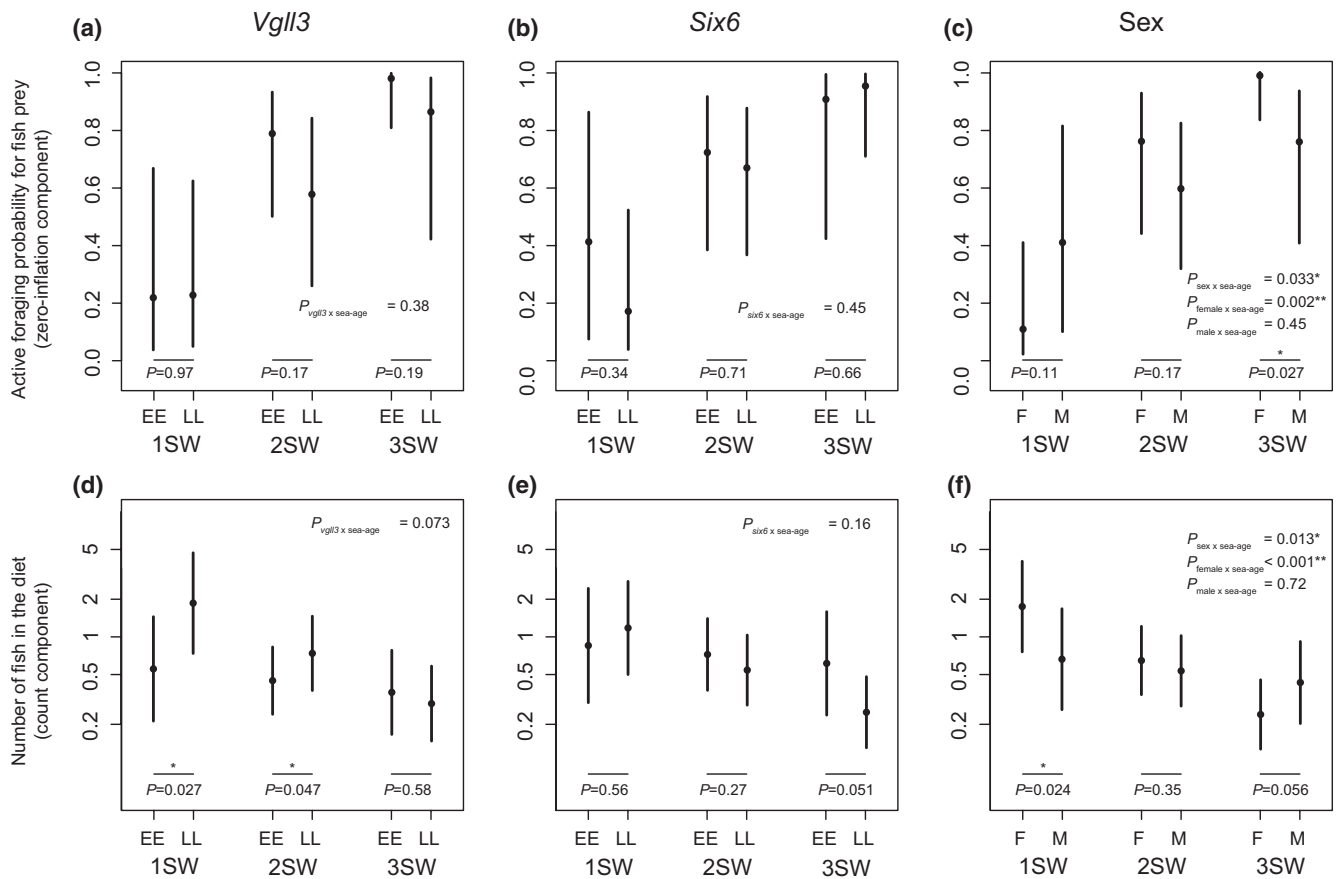 Vgll3
Six6
Sex
(a)
(b)
(c)
Active foraging probability for fish prey
(zero-inflation component)
1.0
0.8
0.6
0.4
0.2
0.0
P vgll3 x sea-age = 0.38
P=0.97
P=0.17
P=0.19
EE LL EE LL EE LL
1SW 2SW 3SW
1.0
0.8
0.6
0.4
0.2
0.0
P six6 x sea-age = 0.45
P=0.34
P=0.71
P=0.66
EE LL EE LL EE LL
1SW 2SW 3SW
1.0
0.8
0.6
0.4
0.2
0.0
P sex x sea-age = 0.033*
P female x sea-age = 0.002**
P male x sea-age = 0.45
*
P=0.11
P=0.17
P=0.027
F M F M F M
1SW 2SW 3SW
(d)
(e)
(f)
Number of fish in the diet
(count component)
5
2
1
0.5
0.2
P vgll3 x sea-age = 0.073
* *
P=0.027
P=0.047
P=0.58
EE LL EE LL EE LL
1SW 2SW 3SW
5
2
1
0.5
0.2
P six6 x sea-age = 0.16
P=0.56
P=0.27
P=0.051
EE LL EE LL EE LL
1SW 2SW 3SW
5
2
1
0.5
0.2
P sex x sea-age = 0.013*
P female x sea-age < 0.001**
P male x sea-age = 0.72
*
P=0.024
P=0.35
P=0.056
F M F M F M
1SW 2SW 3SW